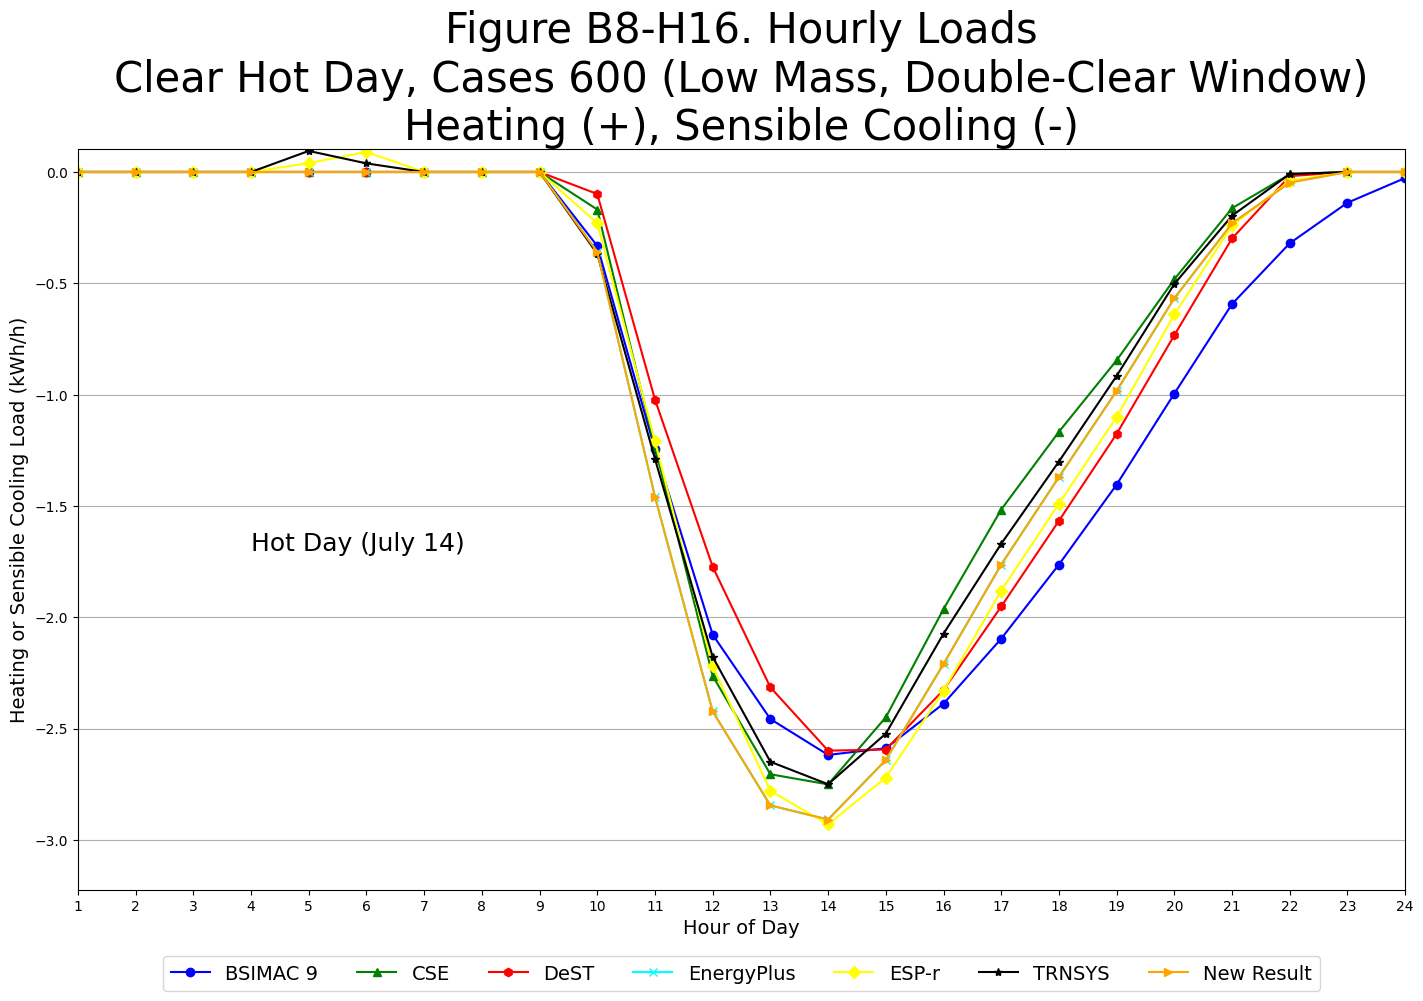 Figure B8-H16. Hourly Loads
Clear Hot Day, Cases 600 (Low Mass, Double-Clear Window)
Heating (+), Sensible Cooling (-)
Heating or Sensible Cooling Load (kWh/h)
0.0
−0.5
−1.0
−1.5
−2.0
−2.5
−3.0
Hot Day (July 14)
1 2 3 4 5 6 7 8 9 10 11 12 13 14 15 16 17 18 19 20 21 22 23 24
Hour of Day
BSIMAC 9 CSE DeST EnergyPlus ESP-r TRNSYS New Result